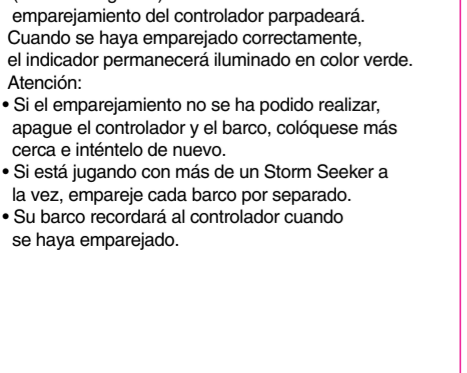 emparejamiento del controlador parpadeará.
Cuando se haya emparejado correctamente,
el indicador permanecerá iluminado en color verde.
Atención:
• Si el emparejamiento no se ha podido realizar,
apague el controlador y el barco, colóquese más
cerca e inténtelo de nuevo.
• Si está jugando con más de un Storm Seeker a
la vez, empareje cada barco por separado.
• Su barco recordará al controlador cuando
se haya emparejado.